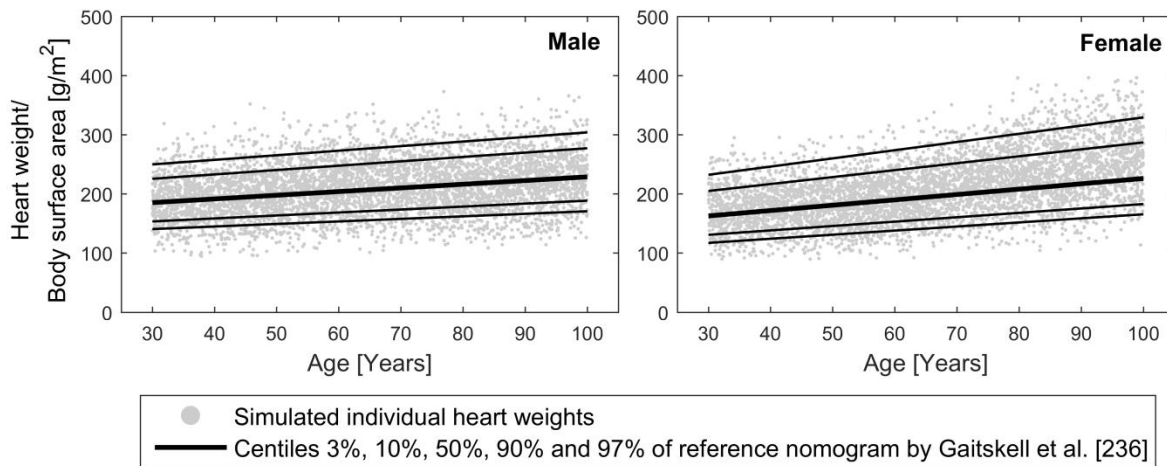 Heart weight/
Body surface area [g/m²]
500
400
300
200
100
0
Male
30 40 50 60 70 80 90 100
Age [Years]
500
400
300
200
100
0
Female
30 40 50 60 70 80 90 100
Age [Years]
Simulated individual heart weights
Centiles 3%, 10%, 50%, 90% and 97% of reference nomogram by Gaitskell et al. [236]